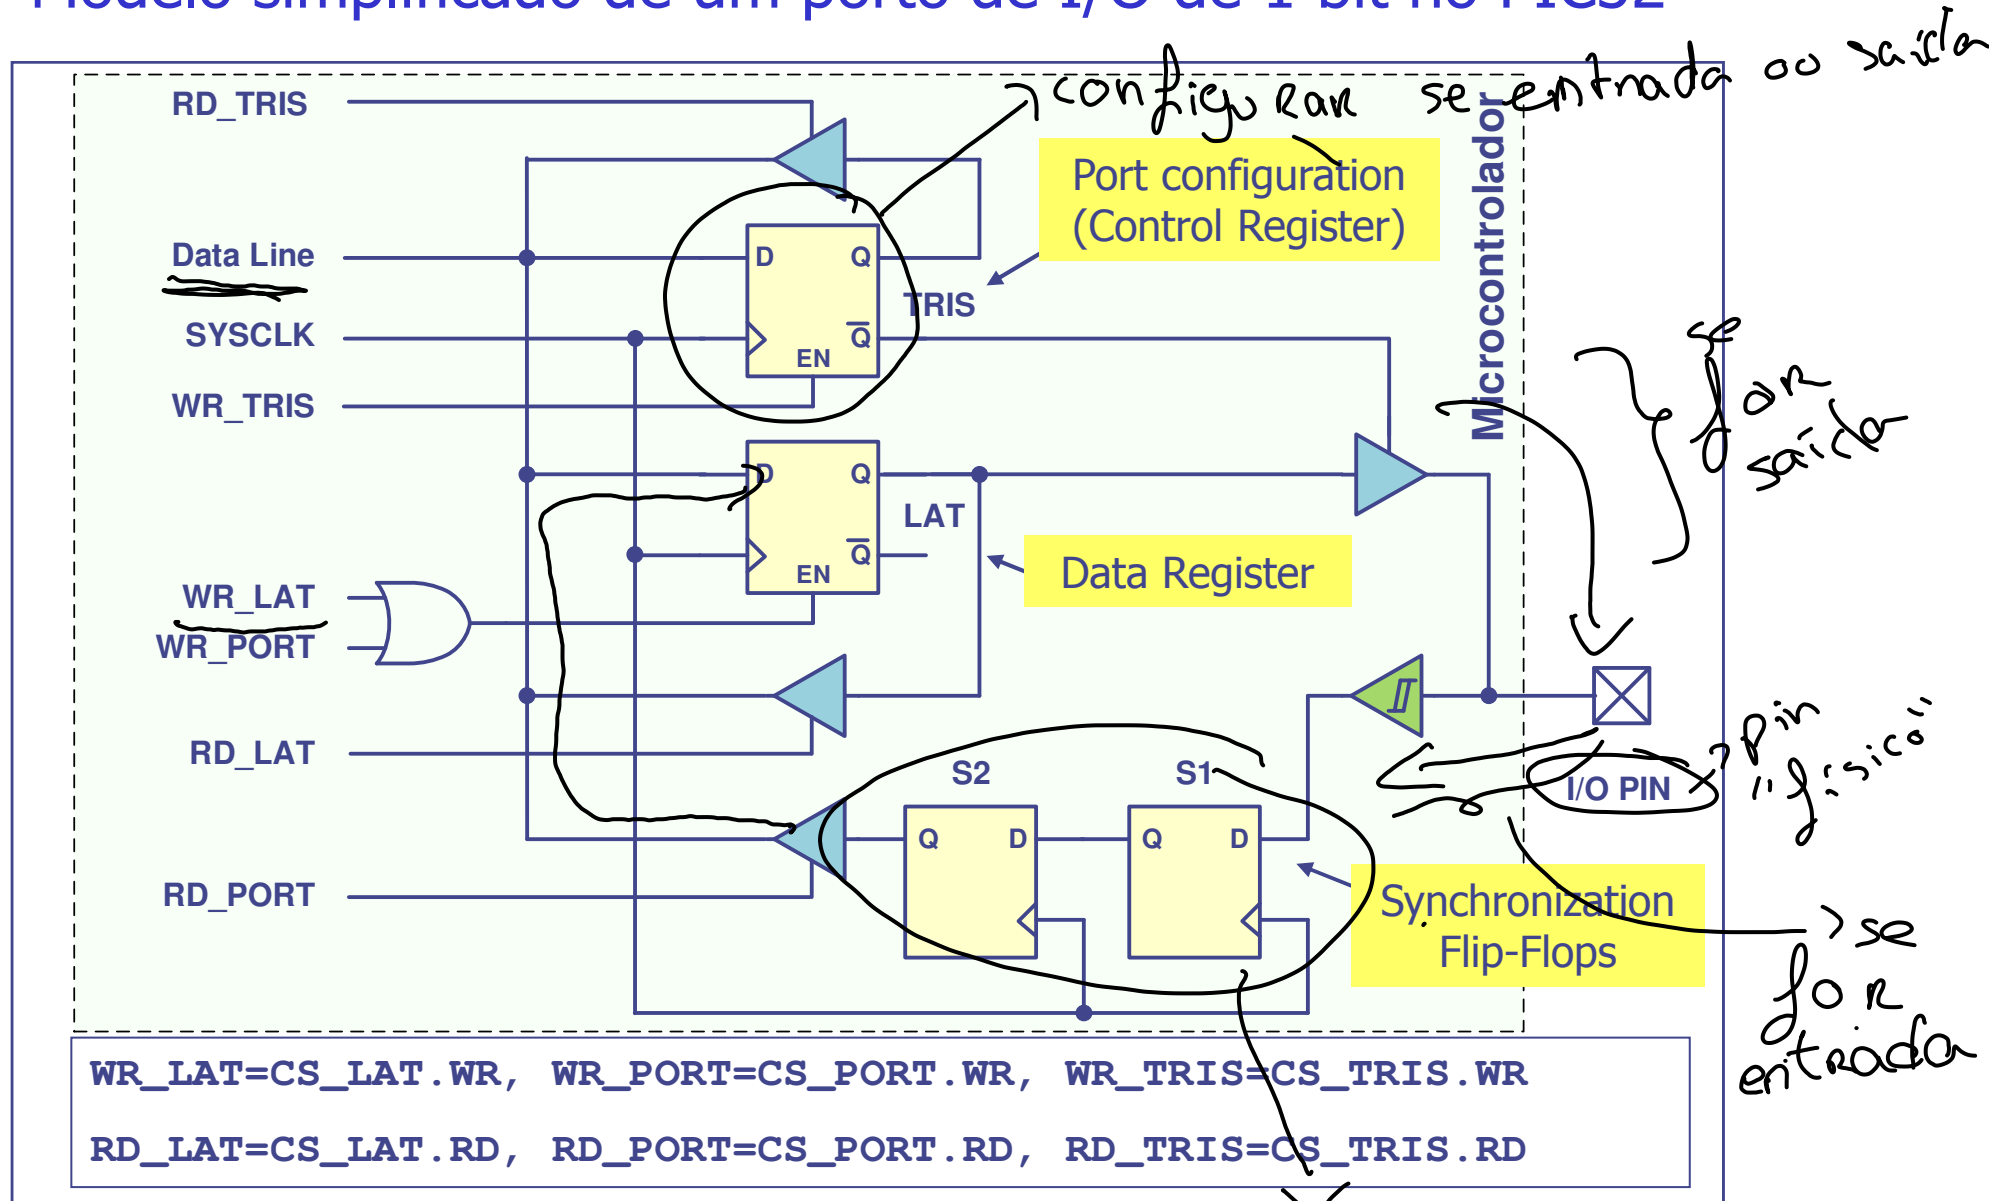 Modelo simplificado de um porto de I/O de 1 bit no PIC32
configurar se entrada ou saída
RD_TRIS
Port configuration
(Control Register)
Microcontrolador
Data Line
D
Q
TRIS
SYSCLK
Q
EN
WR_TRIS
se
for
saída
D
Q
LAT
Q
EN
Data Register
WR_LAT
WR_PORT
RD_LAT
S2
S1
I/O PIN
pin
"físico"
Q
D
Q
D
RD_PORT
Synchronization
Flip-Flops
se
for
entrada
WR_LAT=CS_LAT.WR, WR_PORT=CS_PORT.WR, WR_TRIS=CS_TRIS.WR
RD_LAT=CS_LAT.RD, RD_PORT=CS_PORT.RD, RD_TRIS=CS_TRIS.RD